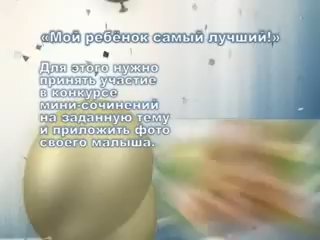 «Мой ребёнок самый лучший!»
Для этого нужно
принять участие
в конкурсе
мини-сочинений
на заданную тему
и приложить фото
своего малыша.